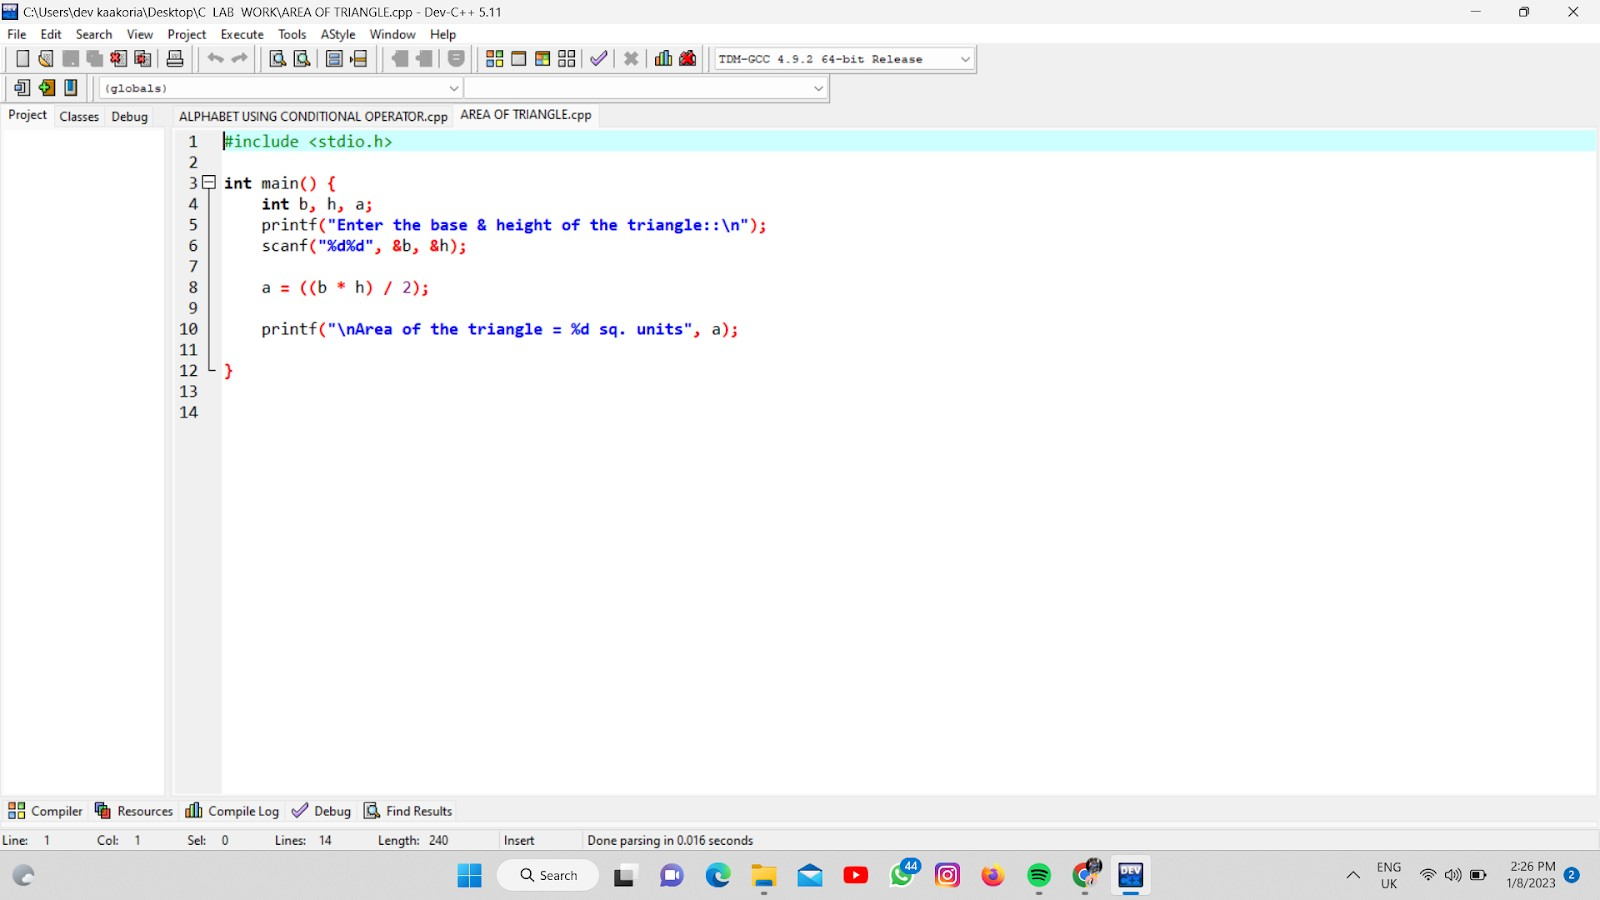 C:\Users\dev kaakoria\Desktop\C  LAB  WORK\AREA OF TRIANGLE.cpp - Dev-C++ 5.11
File Edit Search View Project Execute Tools AStyle Window Help
TDM-GCC 4.9.2 64-bit Release
(globals)
Project Classes Debug
ALPHABET USING CONDITIONAL OPERATOR.cpp AREA OF TRIANGLE.cpp
1 #include <stdio.h>
2
3 int main() {
4     int b, h, a;
5     printf("Enter the base & height of the triangle::\n");
6     scanf("%d%d", &b, &h);
7
8     a = ((b * h) / 2);
9
10     printf("\nArea of the triangle = %d sq. units", a);
11
12 }
13
14
Compiler Resources Compile Log Debug Find Results
Line: 1 Col: 1 Sel: 0 Lines: 14 Length: 240 Insert Done parsing in 0.016 seconds
Search
44
DEV
ENG
UK
2:26 PM
1/8/2023
2